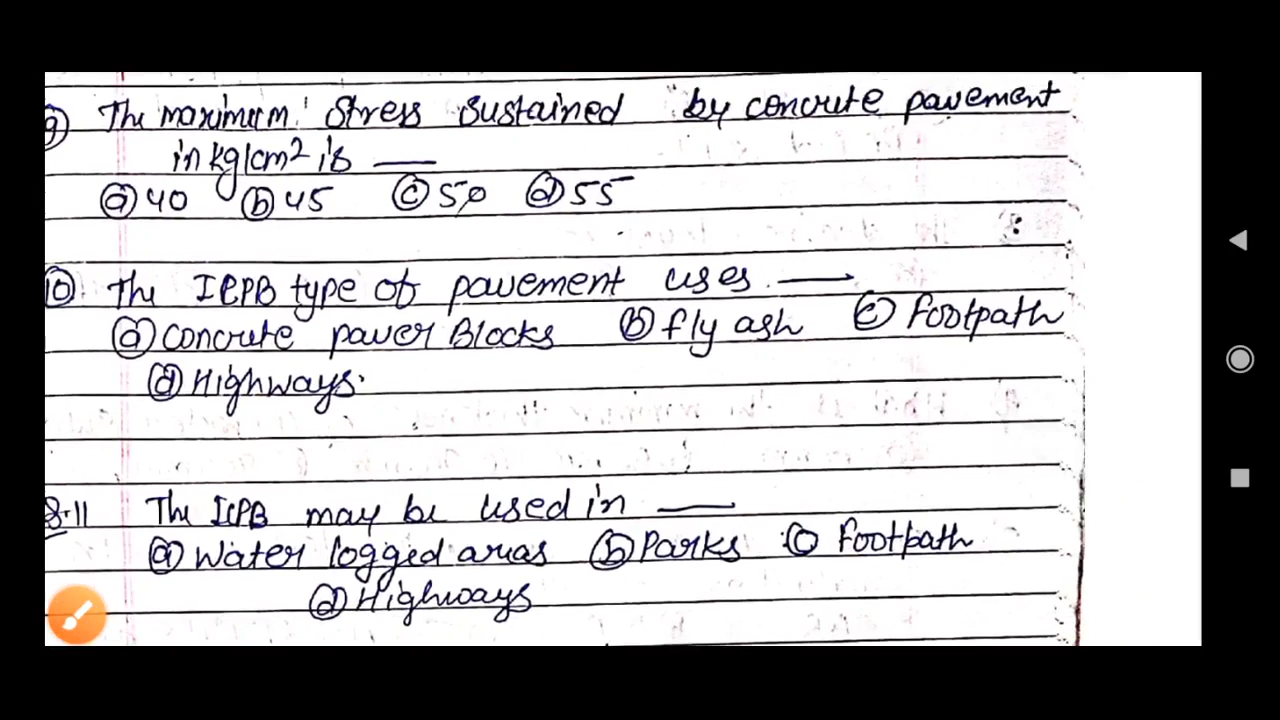 9) The maximum stress sustained by concrete pavement
in kg/cm² is ___
(a) 40 (b) 45 (c) 50 (d) 55
10) The ICPB type of pavement uses ___
(a) Concrete paver Blocks (b) fly ash (c) Footpath
(d) Highways.
Q.11 The ICPB may be used in ___
(a) Water logged areas (b) Parks (c) Footpath
(d) Highways